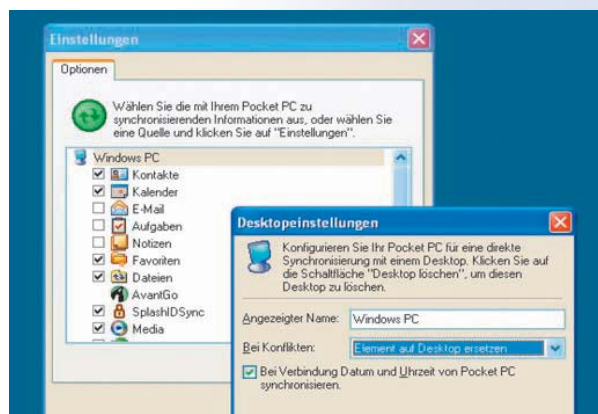 Einstellungen
Optionen
Wählen Sie die mit Ihrem Pocket PC zu
synchronisierenden Informationen aus, oder wählen Sie
eine Quelle und klicken Sie auf "Einstellungen".
Windows PC
Kontakte
Kalender
E-Mail
Aufgaben
Notizen
Favoriten
Dateien
AvantGo
SplashIDSync
Media
Desktopeinstellungen
Konfigurieren Sie Ihr Pocket PC für eine direkte
Synchronisierung mit einem Desktop. Klicken Sie auf
die Schaltfläche "Desktop löschen", um diesen
Desktop zu löschen.
Angezeigter Name: Windows PC
Bei Konflikten: Element auf Desktop ersetzen
Bei Verbindung Datum und Uhrzeit von Pocket PC
synchronisieren.